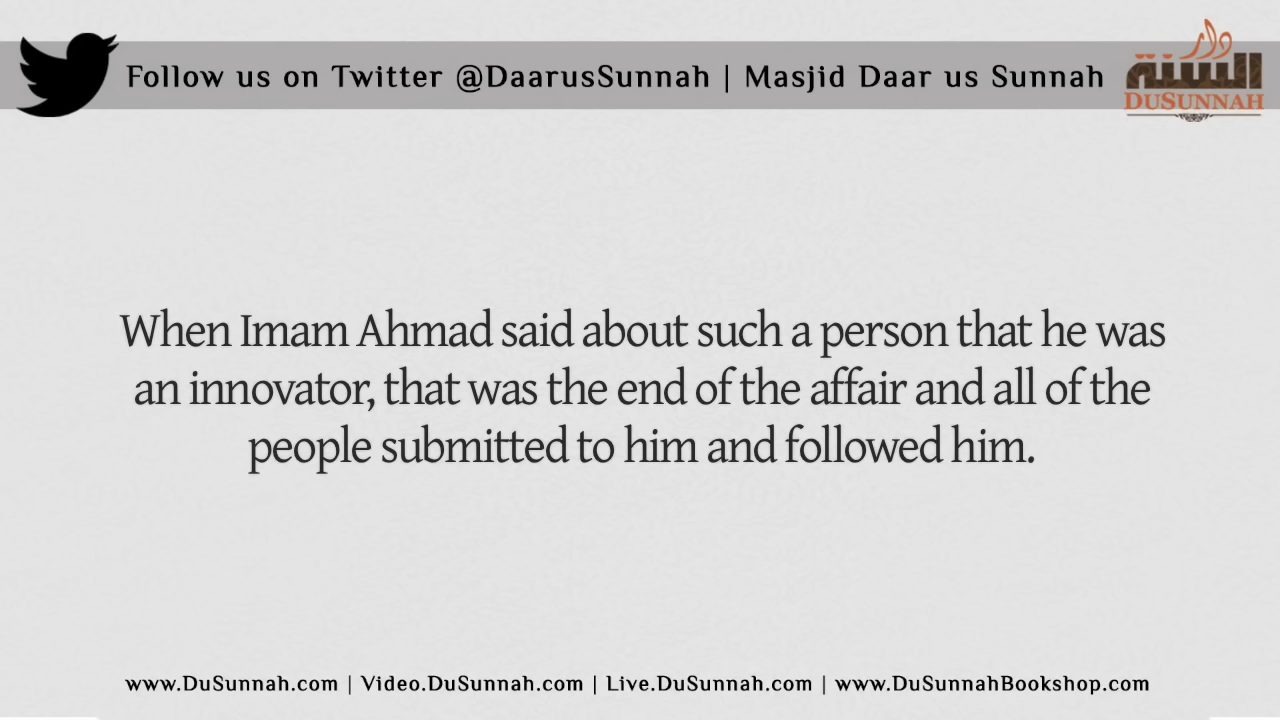 Follow us on Twitter @DaarusSunnah | Masjid Daar us Sunnah
دار
السنة
DUSUNNAH
When Imam Ahmad said about such a person that he was
an innovator, that was the end of the affair and all of the
people submitted to him and followed him.
www.DuSunnah.com | Video.DuSunnah.com | Live.DuSunnah.com | www.DuSunnahBookshop.com